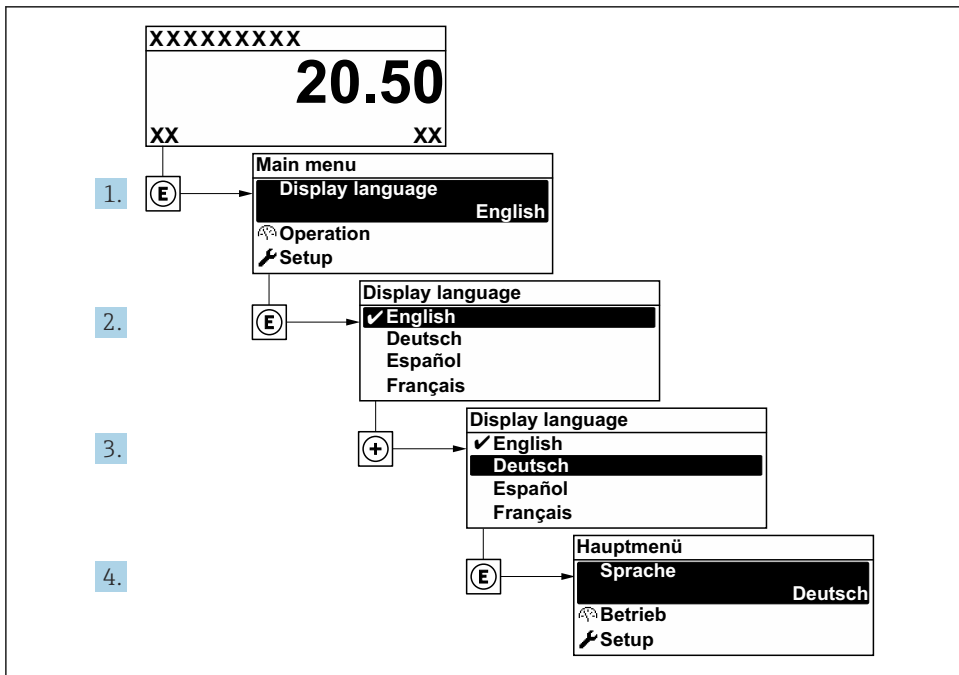 XXXXXXXXX
20.50
XX XX
1. E
Main menu
Display language
English
Operation
Setup
2. E
Display language
✔English
Deutsch
Español
Français
3. +
Display language
✔English
Deutsch
Español
Français
4. E
Hauptmenü
Sprache
Deutsch
Betrieb
Setup